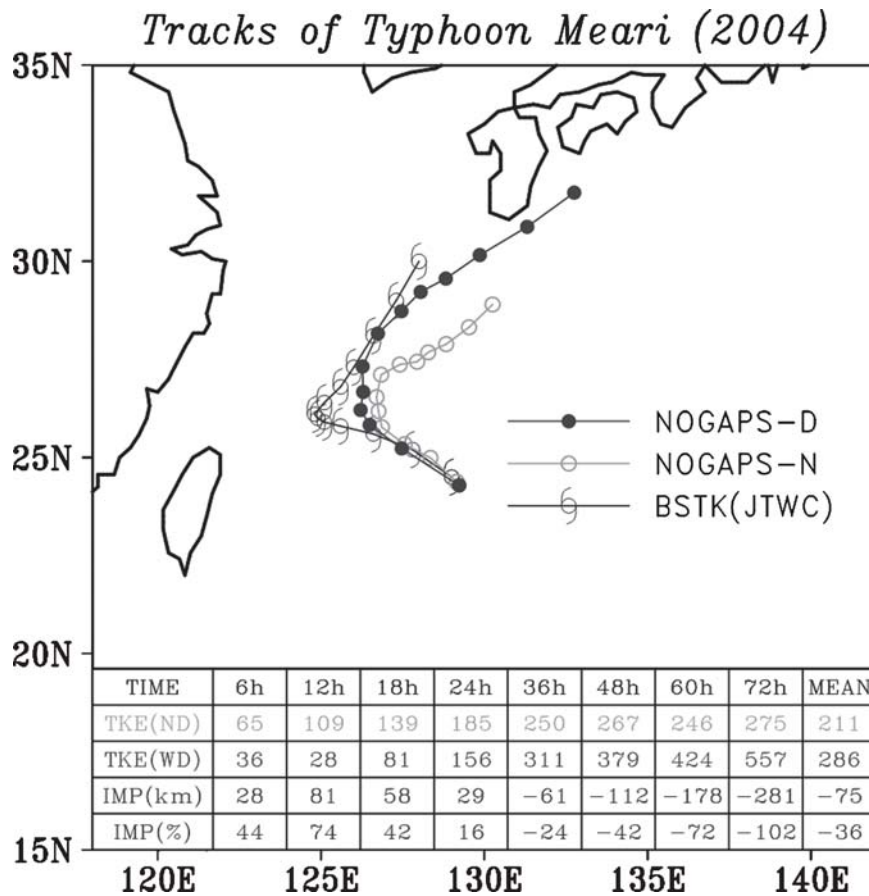 Tracks of Typhoon Meari (2004)
35N
30N
NOGAPS-D
25N
NOGAPS-N
BSTK(JTWC)
20N
TIME 6h 12h 18h 24h 36h 48h 60h 72h MEAN
TKE(ND) 65 109 139 185 250 267 246 275 211
TKE(WD) 36 28 81 156 311 379 424 557 286
IMP(km) 28 81 58 29 -61 -112 -178 -281 -75
IMP(%) 44 74 42 16 -24 -42 -72 -102 -36
15N
120E 125E 130E 135E 140E